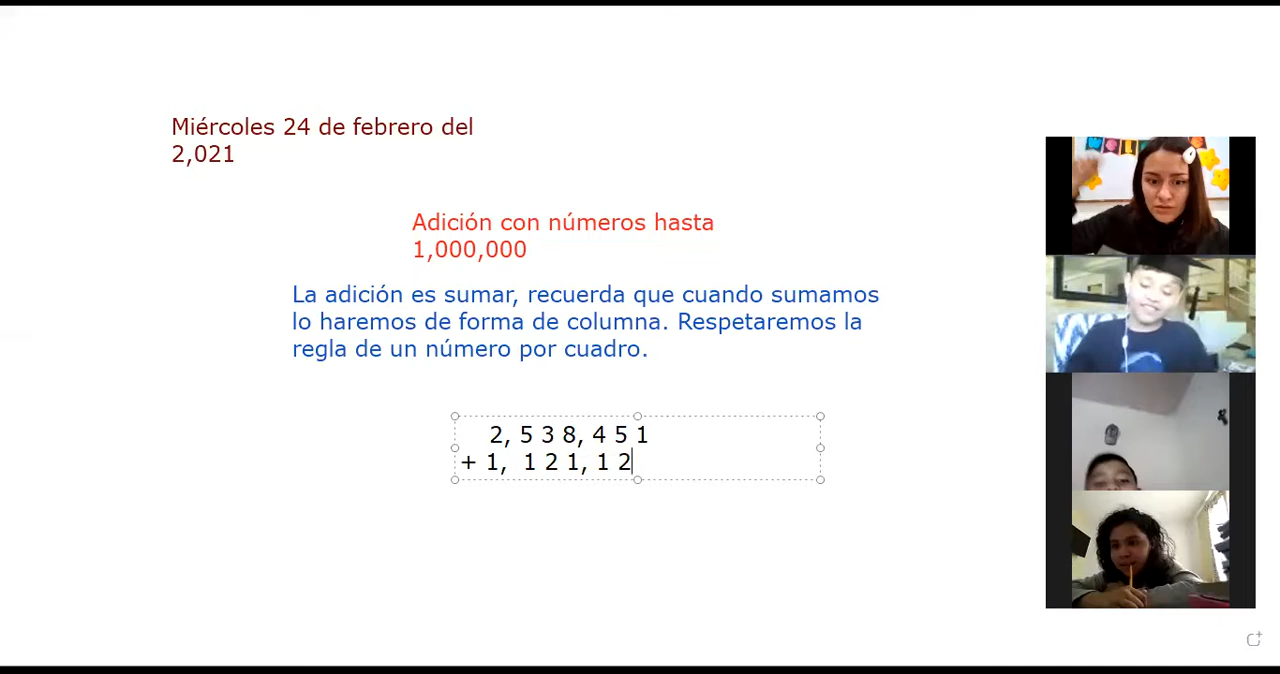 Miércoles 24 de febrero del
2,021
Adición con números hasta
1,000,000
La adición es sumar, recuerda que cuando sumamos
lo haremos de forma de columna. Respetaremos la
regla de un número por cuadro.
2, 5 3 8, 4 5 1
+ 1, 1 2 1, 1 2